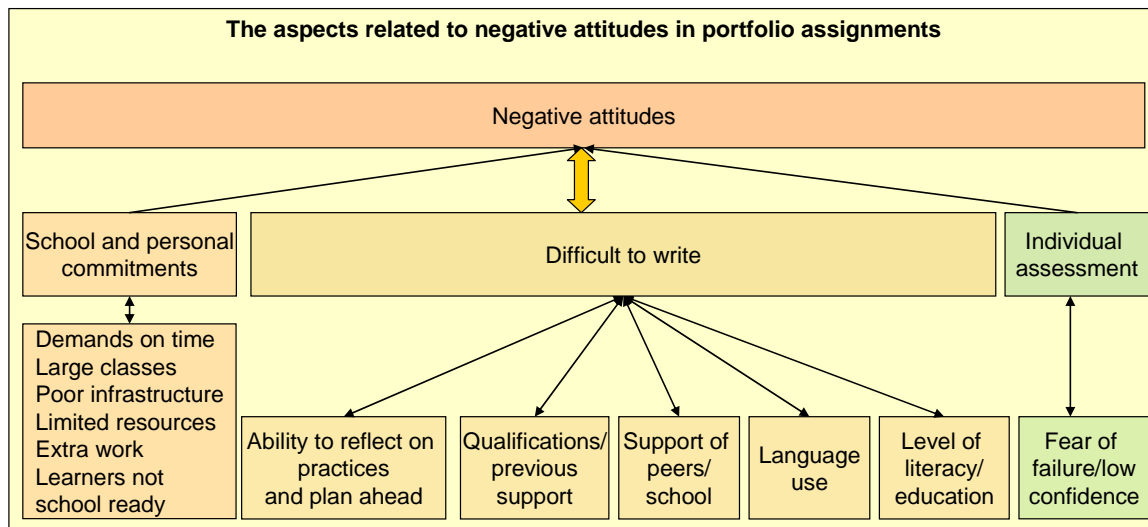 The aspects related to negative attitudes in portfolio assignments
Negative attitudes
School and personal
commitments
Difficult to write
Individual
assessment
Demands on time
Large classes
Poor infrastructure
Limited resources
Extra work
Learners not
school ready
Ability to reflect on
practices
and plan ahead
Qualifications/
previous
support
Support of
peers/
school
Language
use
Level of
literacy/
education
Fear of
failure/low
confidence